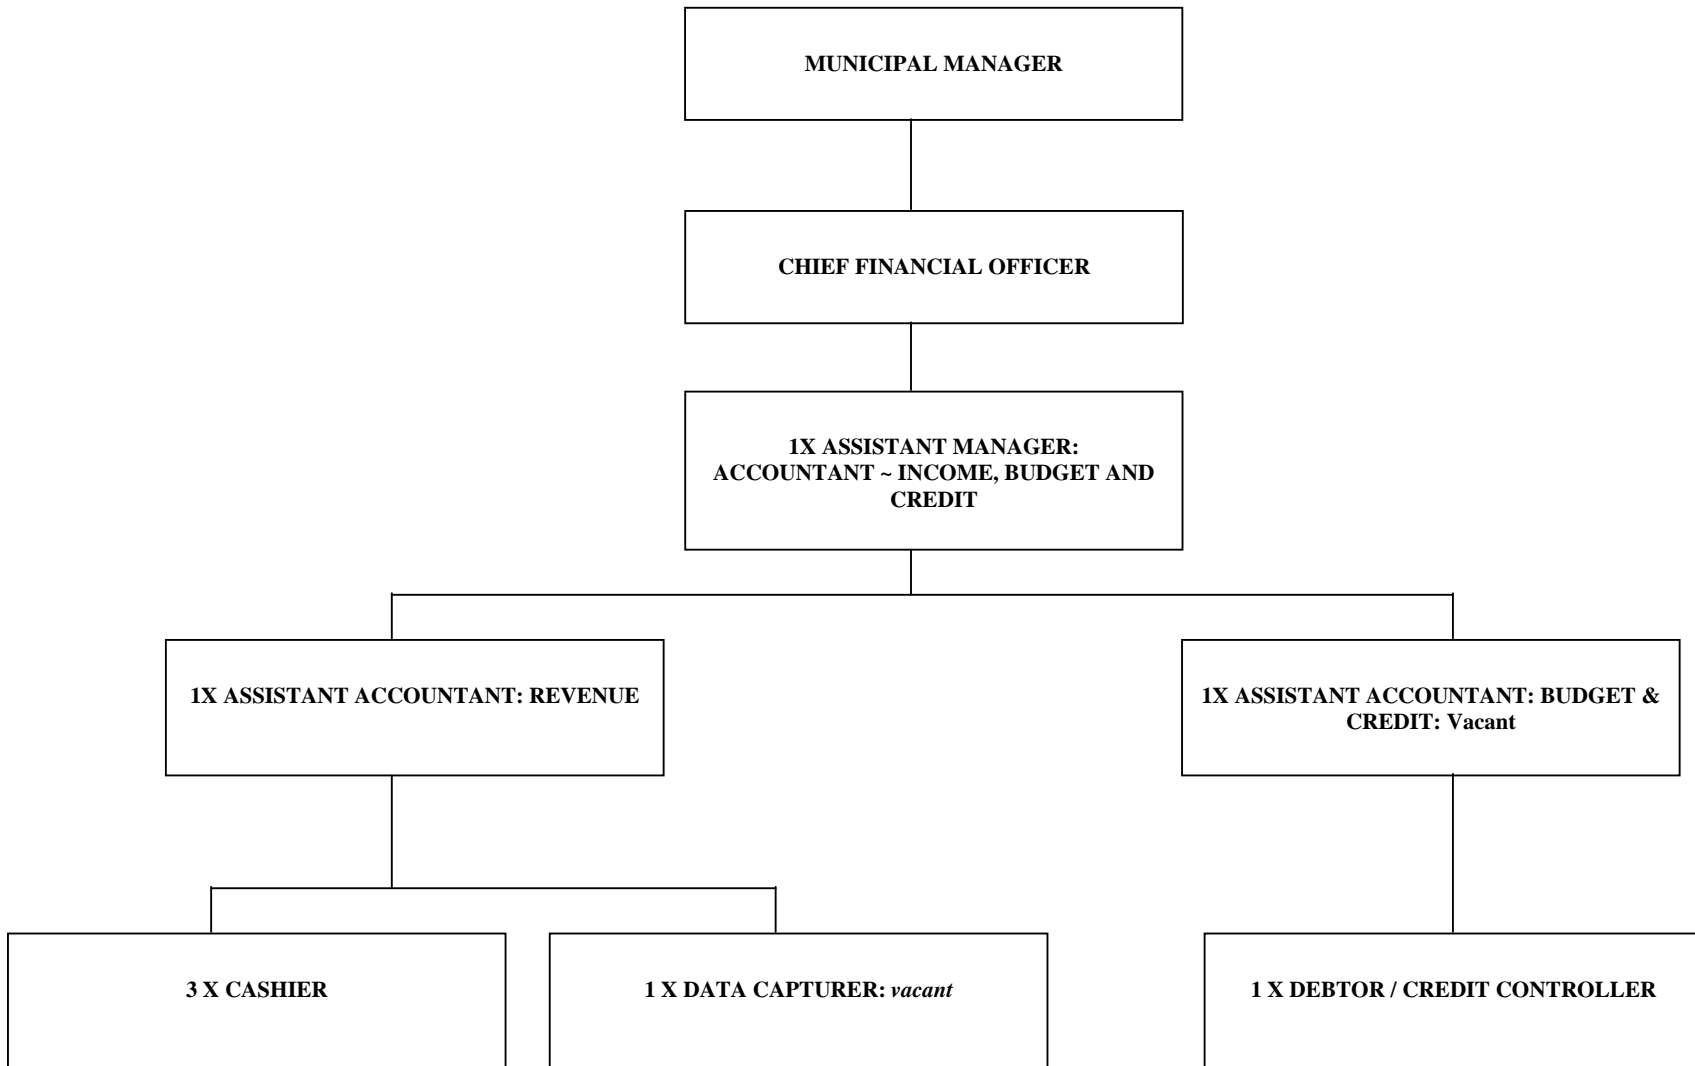 MUNICIPAL MANAGER
CHIEF FINANCIAL OFFICER
1X ASSISTANT MANAGER:
ACCOUNTANT ~ INCOME, BUDGET AND
CREDIT
1X ASSISTANT ACCOUNTANT: REVENUE
1X ASSISTANT ACCOUNTANT: BUDGET &
CREDIT: Vacant
3 X CASHIER
1 X DATA CAPTURER: vacant
1 X DEBTOR / CREDIT CONTROLLER